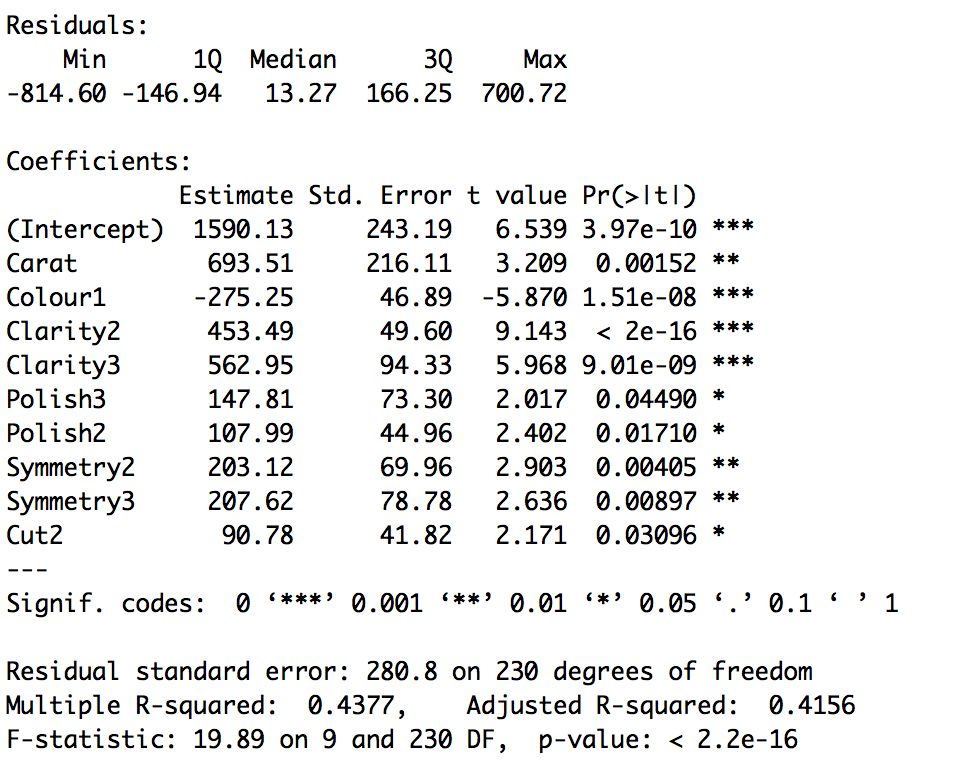 Residuals:
    Min      1Q  Median      3Q     Max
-814.60 -146.94   13.27  166.25  700.72

Coefficients:
            Estimate Std. Error t value Pr(>|t|)
(Intercept)  1590.13     243.19   6.539 3.97e-10 ***
Carat         693.51     216.11   3.209  0.00152 **
Colour1      -275.25      46.89  -5.870 1.51e-08 ***
Clarity2      453.49      49.60   9.143  < 2e-16 ***
Clarity3      562.95      94.33   5.968 9.01e-09 ***
Polish3       147.81      73.30   2.017  0.04490 *
Polish2       107.99      44.96   2.402  0.01710 *
Symmetry2     203.12      69.96   2.903  0.00405 **
Symmetry3     207.62      78.78   2.636  0.00897 **
Cut2           90.78      41.82   2.171  0.03096 *
---
Signif. codes:  0 ‘***’ 0.001 ‘**’ 0.01 ‘*’ 0.05 ‘.’ 0.1 ‘ ’ 1

Residual standard error: 280.8 on 230 degrees of freedom
Multiple R-squared:  0.4377,    Adjusted R-squared:  0.4156
F-statistic: 19.89 on 9 and 230 DF,  p-value: < 2.2e-16